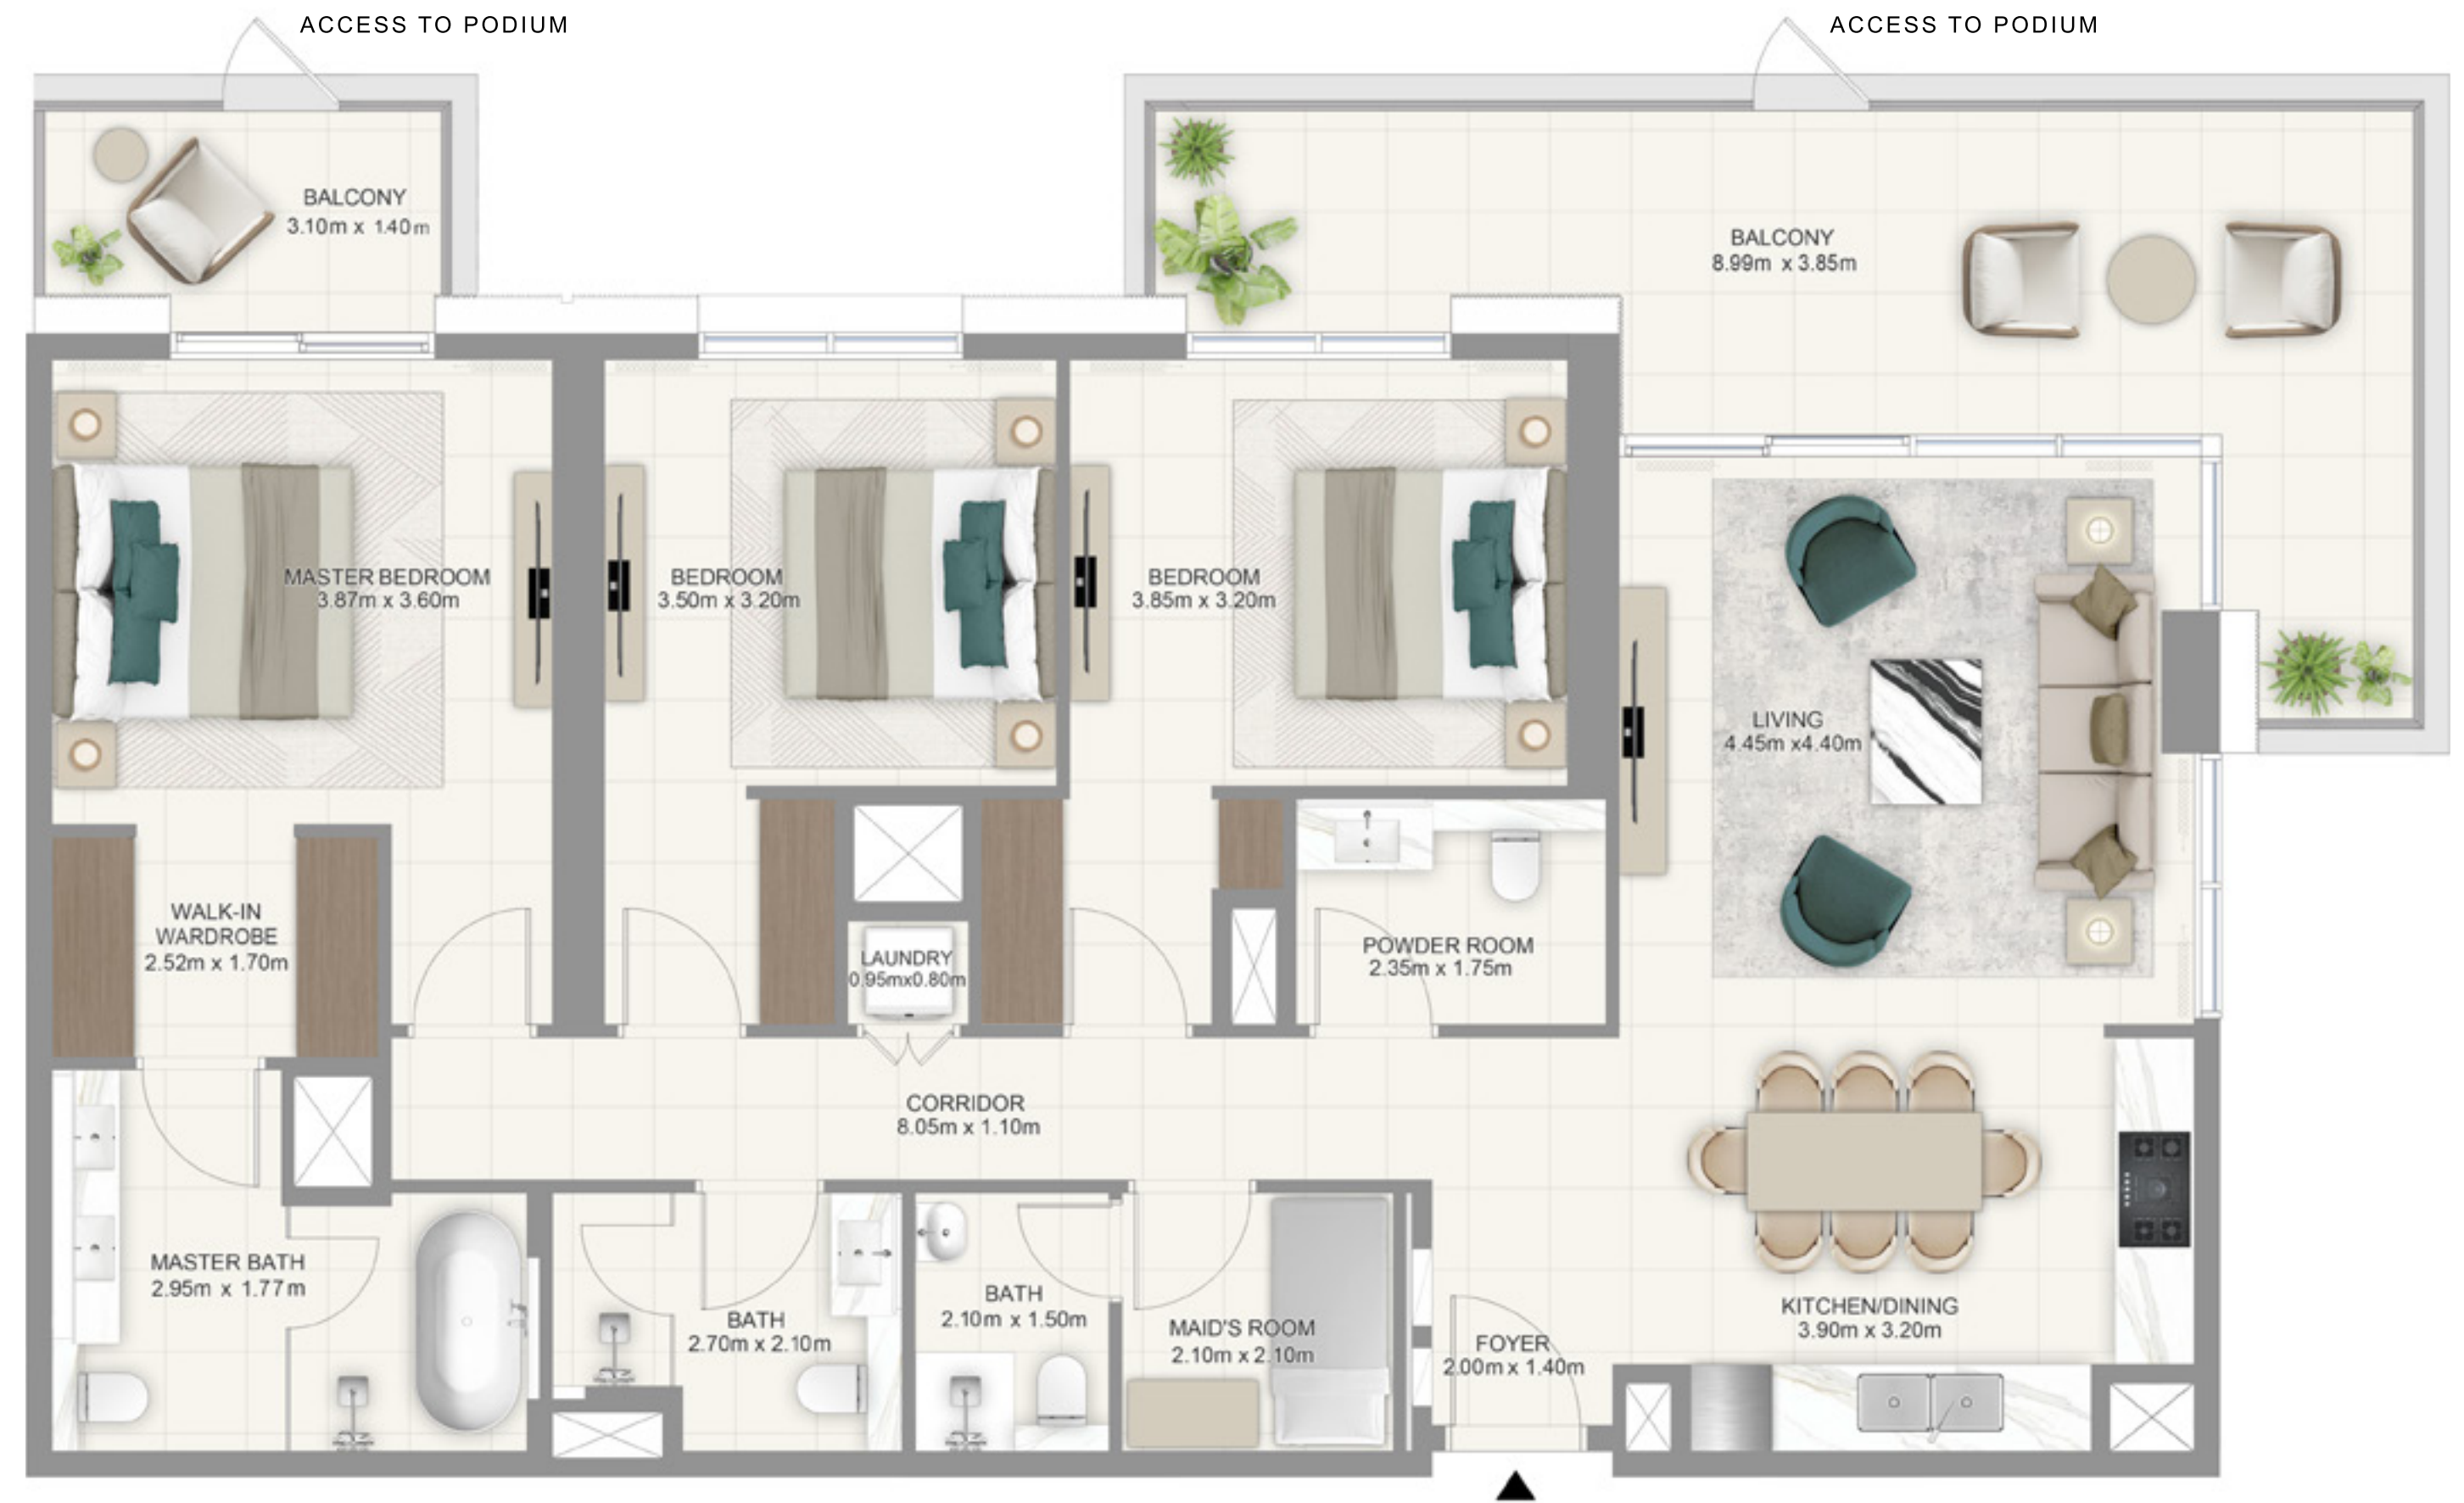 ACCESS TO PODIUM
ACCESS TO PODIUM
BALCONY
3.10m x 1.40m
BALCONY
8.99m x 3.85m
MASTER BEDROOM
3.87m x 3.60m
BEDROOM
3.50m x 3.20m
BEDROOM
3.85m x 3.20m
LIVING
4.45m x4.40m
WALK-IN
WARDROBE
2.52m x 1.70m
LAUNDRY
0.95mx0.80m
POWDER ROOM
2.35m x 1.75m
CORRIDOR
8.05m x 1.10m
MASTER BATH
2.95m x 1.77m
BATH
2.70m x 2.10m
BATH
2.10m x 1.50m
MAID'S ROOM
2.10m x 2.10m
FOYER
2.00m x 1.40m
KITCHEN/DINING
3.90m x 3.20m